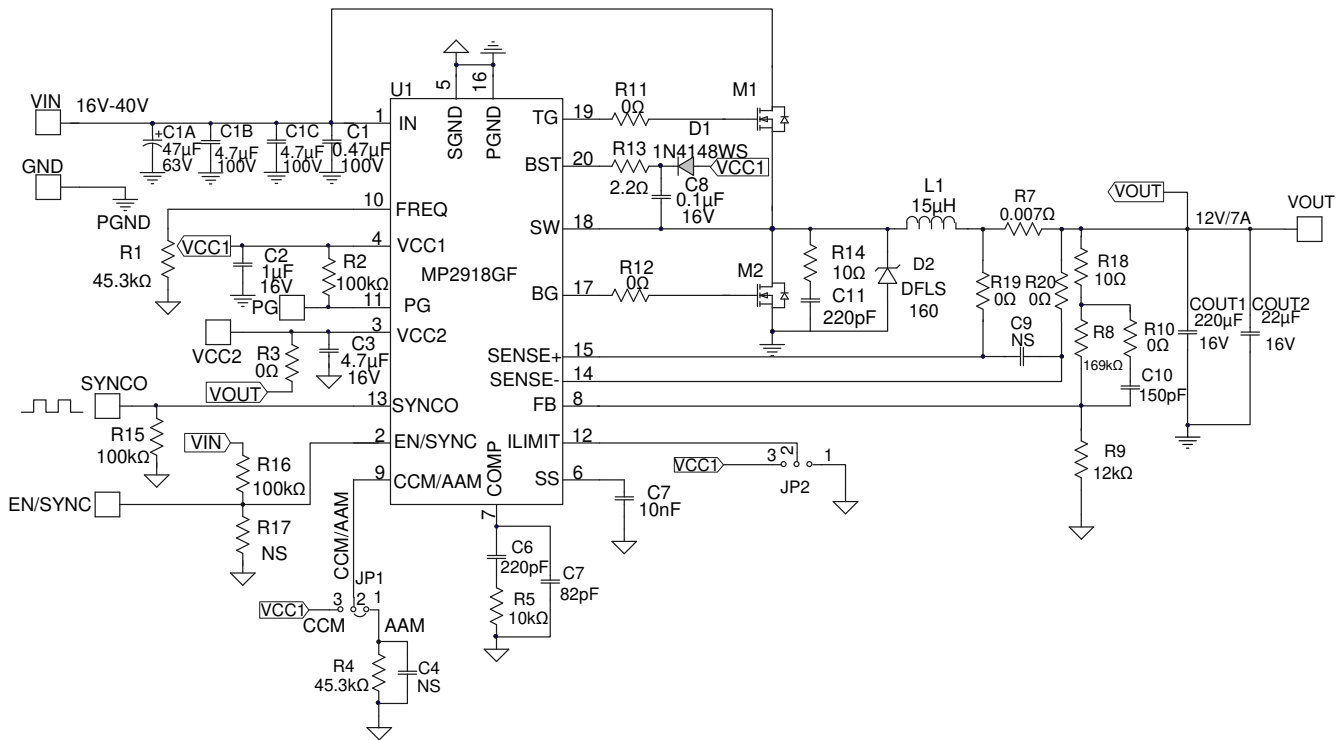 U1
MP2918GF
5
16
SGND
PGND
VIN
16V-40V
1
IN
+C1A
47µF
63V
C1B
4.7µF
100V
C1C
4.7µF
100V
C1
0.47µF
100V
GND
PGND
10
FREQ
R1
45.3kΩ
VCC1
4
VCC1
C2
1µF
16V
R2
100kΩ
PG
11
PG
VCC2
3
VCC2
R3
0Ω
C3
4.7µF
16V
VOUT
SYNCO
13
SYNCO
R15
100kΩ
VIN
2
EN/SYNC
R16
100kΩ
9
CCM/AAM
EN/SYNC
R17
NS
CCM/AAM
JP1
VCC1
3
2
1
CCM
AAM
R4
45.3kΩ
C4
NS
COMP
7
C6
220pF
R5
10kΩ
C7
82pF
TG
19
R11
0Ω
M1
BST
20
R13
2.2Ω
D1
1N4148WS
VCC1
C8
0.1µF
16V
SW
18
BG
17
R12
0Ω
M2
R14
10Ω
C11
220pF
D2
DFLS
160
L1
15µH
R7
0.007Ω
VOUT
12V/7A
VOUT
R19
0Ω
R20
0Ω
C9
NS
R18
10Ω
R8
169kΩ
R10
0Ω
C10
150pF
COUT1
220µF
16V
COUT2
22µF
16V
SENSE+
15
SENSE-
14
FB
8
R9
12kΩ
ILIMIT
12
VCC1
3
2
1
JP2
SS
6
C7
10nF